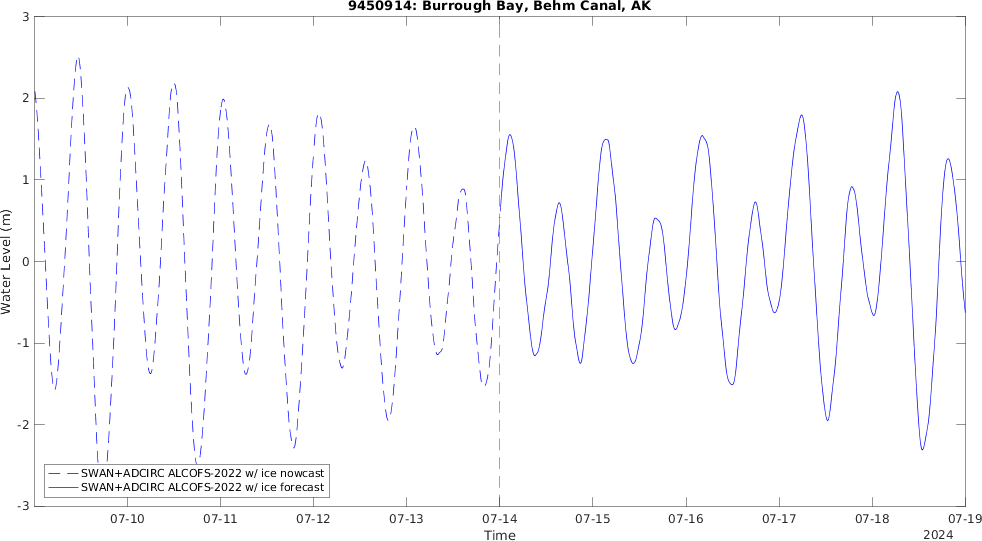 9450914: Burrough Bay, Behm Canal, AK
3
2
1
0
-1
-2
-3
Water Level (m)
SWAN+ADCIRC ALCOFS-2022 w/ ice nowcast
SWAN+ADCIRC ALCOFS-2022 w/ ice forecast
07-10 07-11 07-12 07-13 07-14 07-15 07-16 07-17 07-18 07-19
Time
2024